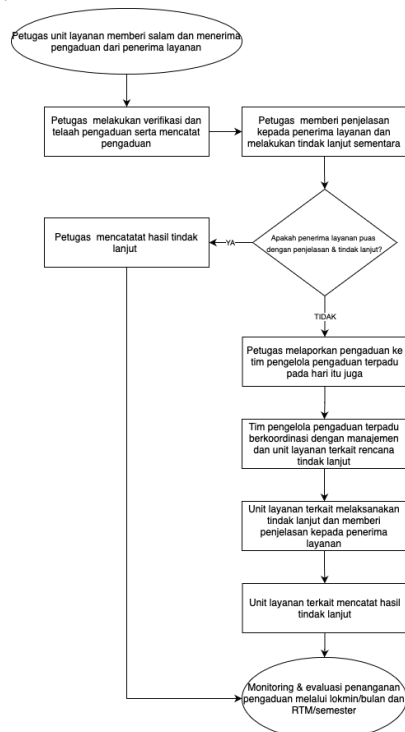 Petugas unit layanan memberi salam dan menerima
pengaduan dari penerima layanan
Petugas melakukan verifikasi dan
telaah pengaduan serta mencatat
pengaduan
Petugas memberi penjelasan
kepada penerima layanan dan
melakukan tindak lanjut sementara
Apakah penerima layanan puas
dengan penjelasan & tindak lanjut?
YA
Petugas mencatatat hasil tindak
lanjut
TIDAK
Petugas melaporkan pengaduan ke
tim pengelola pengaduan terpadu
pada hari itu juga
Tim pengelola pengaduan terpadu
berkoordinasi dengan manajemen
dan unit layanan terkait rencana
tindak lanjut
Unit layanan terkait melaksanakan
tindak lanjut dan memberi
penjelasan kepada penerima
layanan
Unit layanan terkait mencatat hasil
tindak lanjut
Monitoring & evaluasi penanganan
pengaduan melalui lokmin/bulan dan
RTM/semester